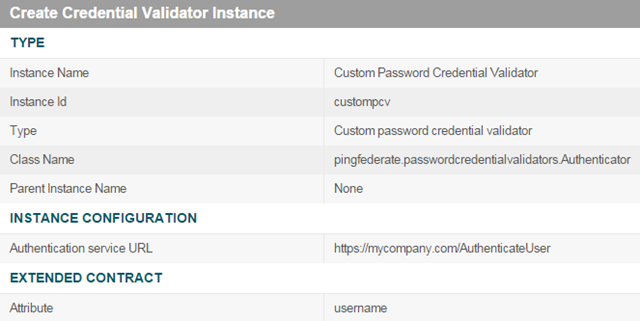 Create Credential Validator Instance
TYPE
Instance Name Custom Password Credential Validator
Instance Id custompcv
Type Custom password credential validator
Class Name pingfederate.passwordcredentialvalidators.Authenticator
Parent Instance Name None
INSTANCE CONFIGURATION
Authentication service URL https://mycompany.com/AuthenticateUser
EXTENDED CONTRACT
Attribute username